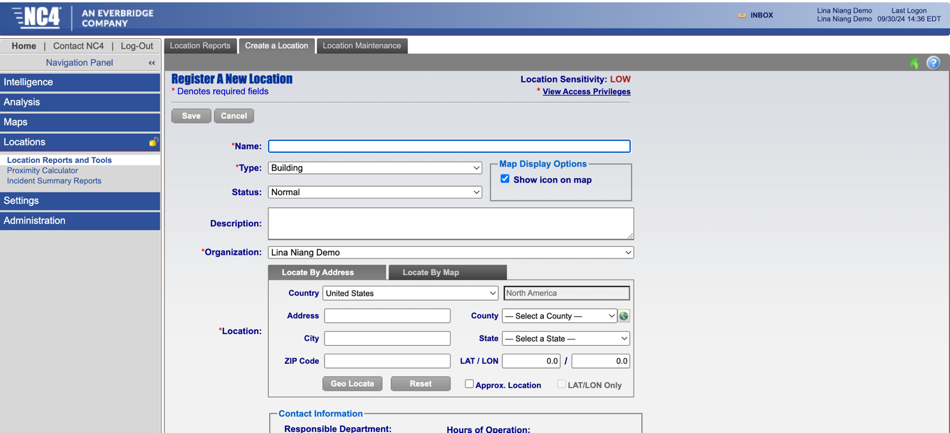 NC4
AN EVERBRIDGE
COMPANY
INBOX
Lina Niang Demo Last Logon
Lina Niang Demo 09/30/24 14:36 EDT
Home | Contact NC4 | Log-Out
Navigation Panel «
Intelligence
Analysis
Maps
Locations
Location Reports and Tools
Proximity Calculator
Incident Summary Reports
Settings
Administration
Location Reports Create a Location Location Maintenance
?
Register A New Location
* Denotes required fields
Location Sensitivity: LOW
* View Access Privileges
Save Cancel
*Name:
*Type: Building
Map Display Options
Show icon on map
Status: Normal
Description:
*Organization: Lina Niang Demo
Locate By Address Locate By Map
*Location:
Country United States North America
Address County — Select a County —
City State — Select a State —
ZIP Code LAT / LON 0.0 / 0.0
Geo Locate Reset Approx. Location LAT/LON Only
Contact Information
Responsible Department: Hours of Operation: